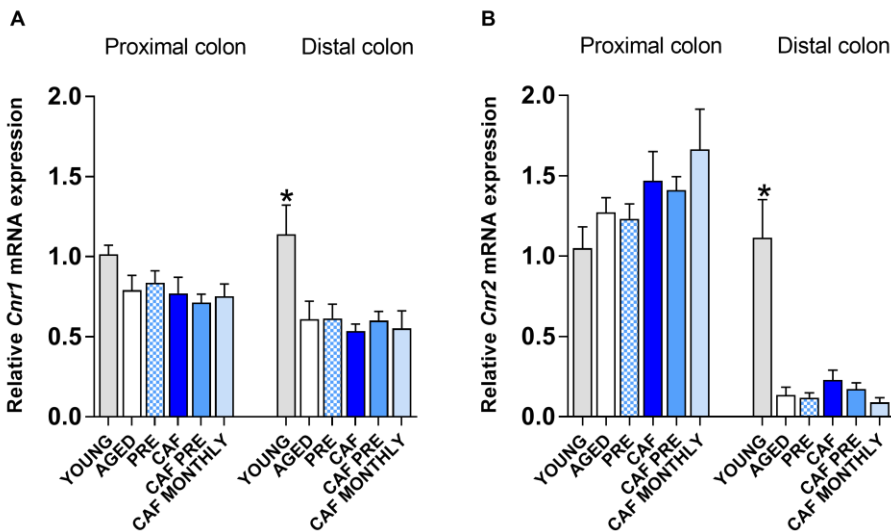 A
Proximal colon
Distal colon
Relative Cnr1 mRNA expression
2.0
1.5
1.0
0.5
0.0
*
YOUNG
AGED
PRE
CAF
CAF PRE
CAF MONTHLY
YOUNG
AGED
PRE
CAF
CAF PRE
CAF MONTHLY
B
Proximal colon
Distal colon
Relative Cnr2 mRNA expression
2.0
1.5
1.0
0.5
0.0
*
YOUNG
AGED
PRE
CAF
CAF PRE
CAF MONTHLY
YOUNG
AGED
PRE
CAF
CAF PRE
CAF MONTHLY